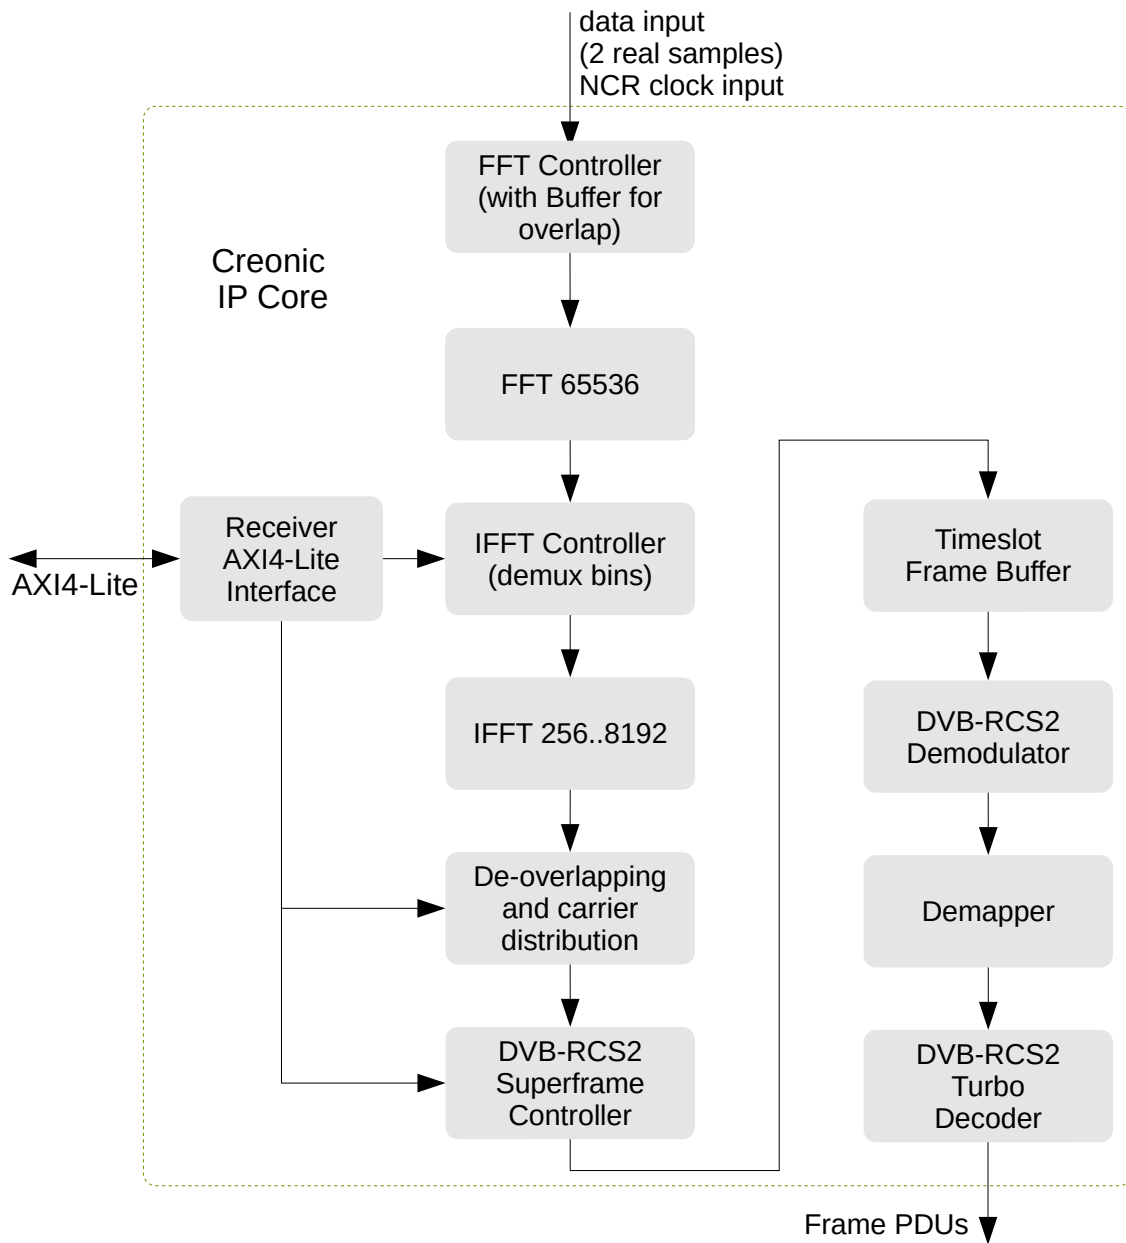 data input
(2 real samples)
NCR clock input
FFT Controller
(with Buffer for
overlap)
Creonic
IP Core
FFT 65536
Receiver
AXI4-Lite
Interface
AXI4-Lite
IFFT Controller
(demux bins)
IFFT 256..8192
De-overlapping
and carrier
distribution
DVB-RCS2
Superframe
Controller
Timeslot
Frame Buffer
DVB-RCS2
Demodulator
Demapper
DVB-RCS2
Turbo
Decoder
Frame PDUs